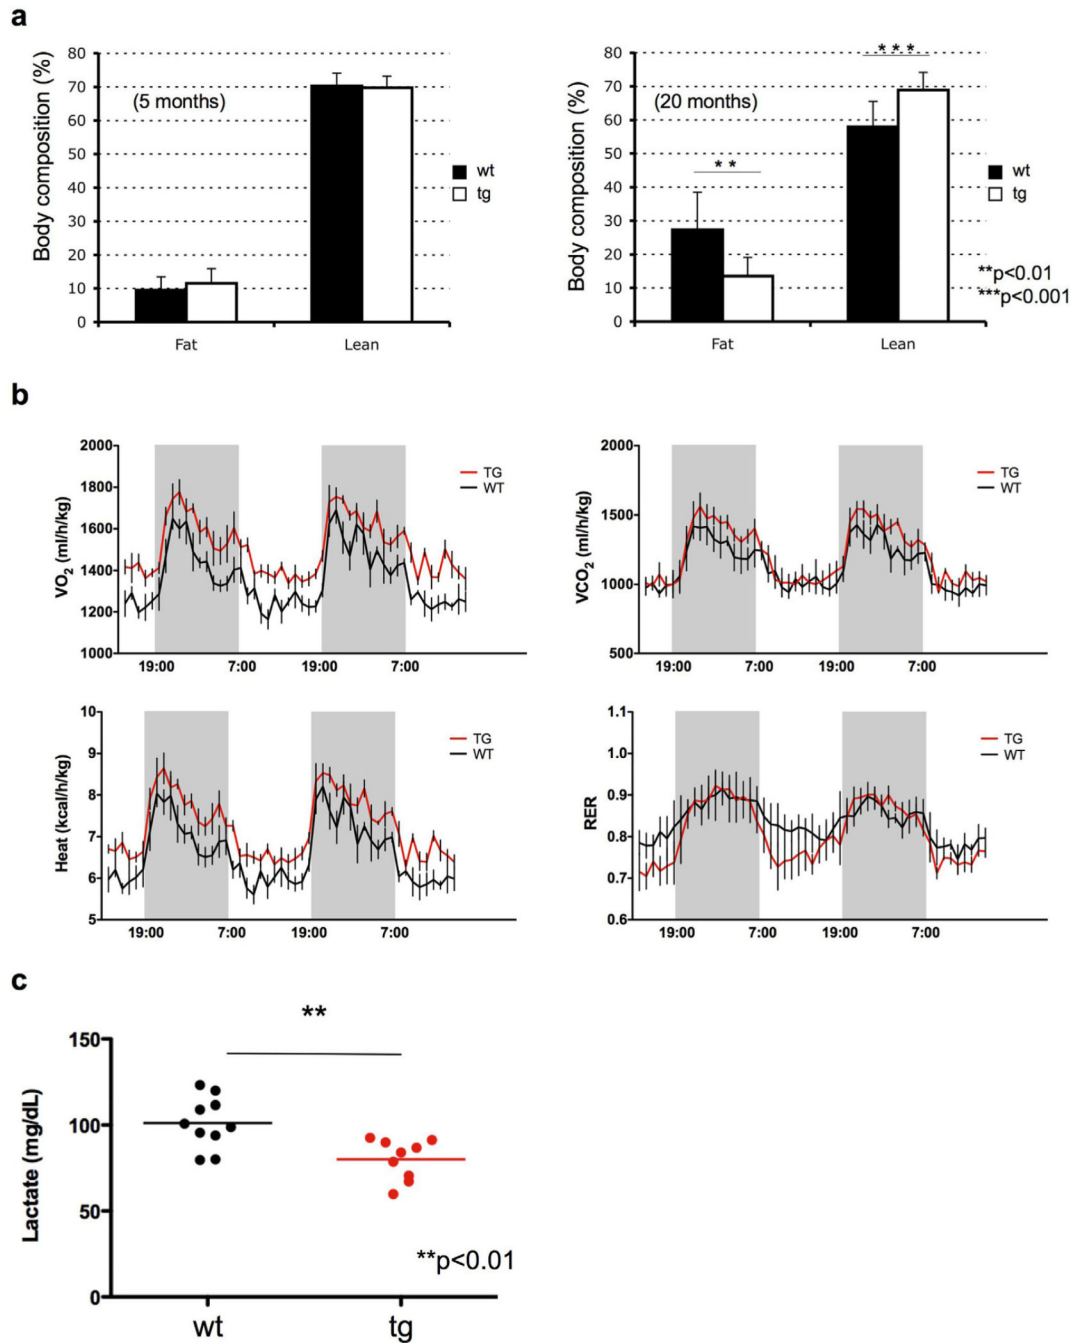 a
80
70
60
50
40
30
20
10
0
Body composition (%)
(5 months)
Fat
Lean
wt
tg
80
70
60
50
40
30
20
10
0
Body composition (%)
(20 months)
**
***
Fat
Lean
wt
tg
**p<0.01
***p<0.001
b
2000
1800
1600
1400
1200
1000
VO2 (ml/h/kg)
TG
WT
19:00 7:00 19:00 7:00
2000
1500
1000
500
VCO2 (ml/h/kg)
TG
WT
19:00 7:00 19:00 7:00
10
9
8
7
6
5
Heat (kcal/h/kg)
TG
WT
19:00 7:00 19:00 7:00
1.1
1.0
0.9
0.8
0.7
0.6
RER
TG
WT
19:00 7:00 19:00 7:00
c
**
150
100
50
0
Lactate (mg/dL)
**p<0.01
wt
tg